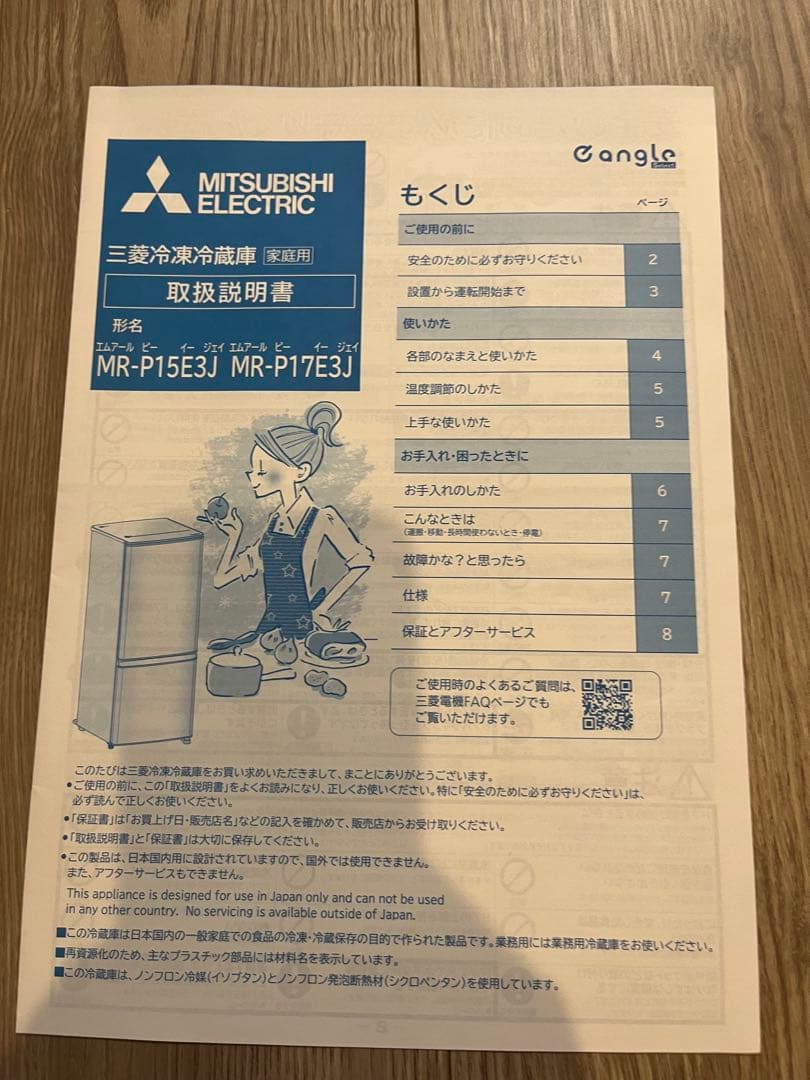 MITSUBISHI
ELECTRIC
三菱冷凍冷蔵庫 家庭用
取扱説明書
形名
エムアール ピー イー ジェイ エムアール ピー イー ジェイ
MR-P15E3J MR-P17E3J
e angle
Select
もくじ
ページ
ご使用の前に
安全のために必ずお守りください 2
設置から運転開始まで 3
使いかた
各部のなまえと使いかた 4
温度調節のしかた 5
上手な使いかた 5
お手入れ・困ったときに
お手入れのしかた 6
こんなときは 7
(運搬・移動・長時間使わないとき・停電)
故障かな?と思ったら 7
仕様 7
保証とアフターサービス 8
ご使用時のよくあるご質問は、
三菱電機FAQページでも
ご覧いただけます。
このたびは三菱冷凍冷蔵庫をお買い求めいただきまして、まことにありがとうございます。
●ご使用の前に、この「取扱説明書」をよくお読みになり、正しくお使いください。特に「安全のために必ずお守りください」は、
必ず読んで正しくお使いください。
●「保証書」は「お買上げ日・販売店名」などの記入を確かめて、販売店からお受け取りください。
●「取扱説明書」と「保証書」は大切に保存してください。
●この製品は、日本国内用に設計されていますので、国外では使用できません。
また、アフターサービスもできません。
This appliance is designed for use in Japan only and can not be used
in any other country. No servicing is available outside of Japan.
■この冷蔵庫は日本国内の一般家庭での食品の冷凍・冷蔵保存の目的で作られた製品です。業務用には業務用冷蔵庫をお使いください。
■再資源化のため、主なプラスチック部品には材料名を表示しています。
■この冷蔵庫は、ノンフロン冷媒(イソブタン)とノンフロン発泡断熱材(シクロペンタン)を使用しています。